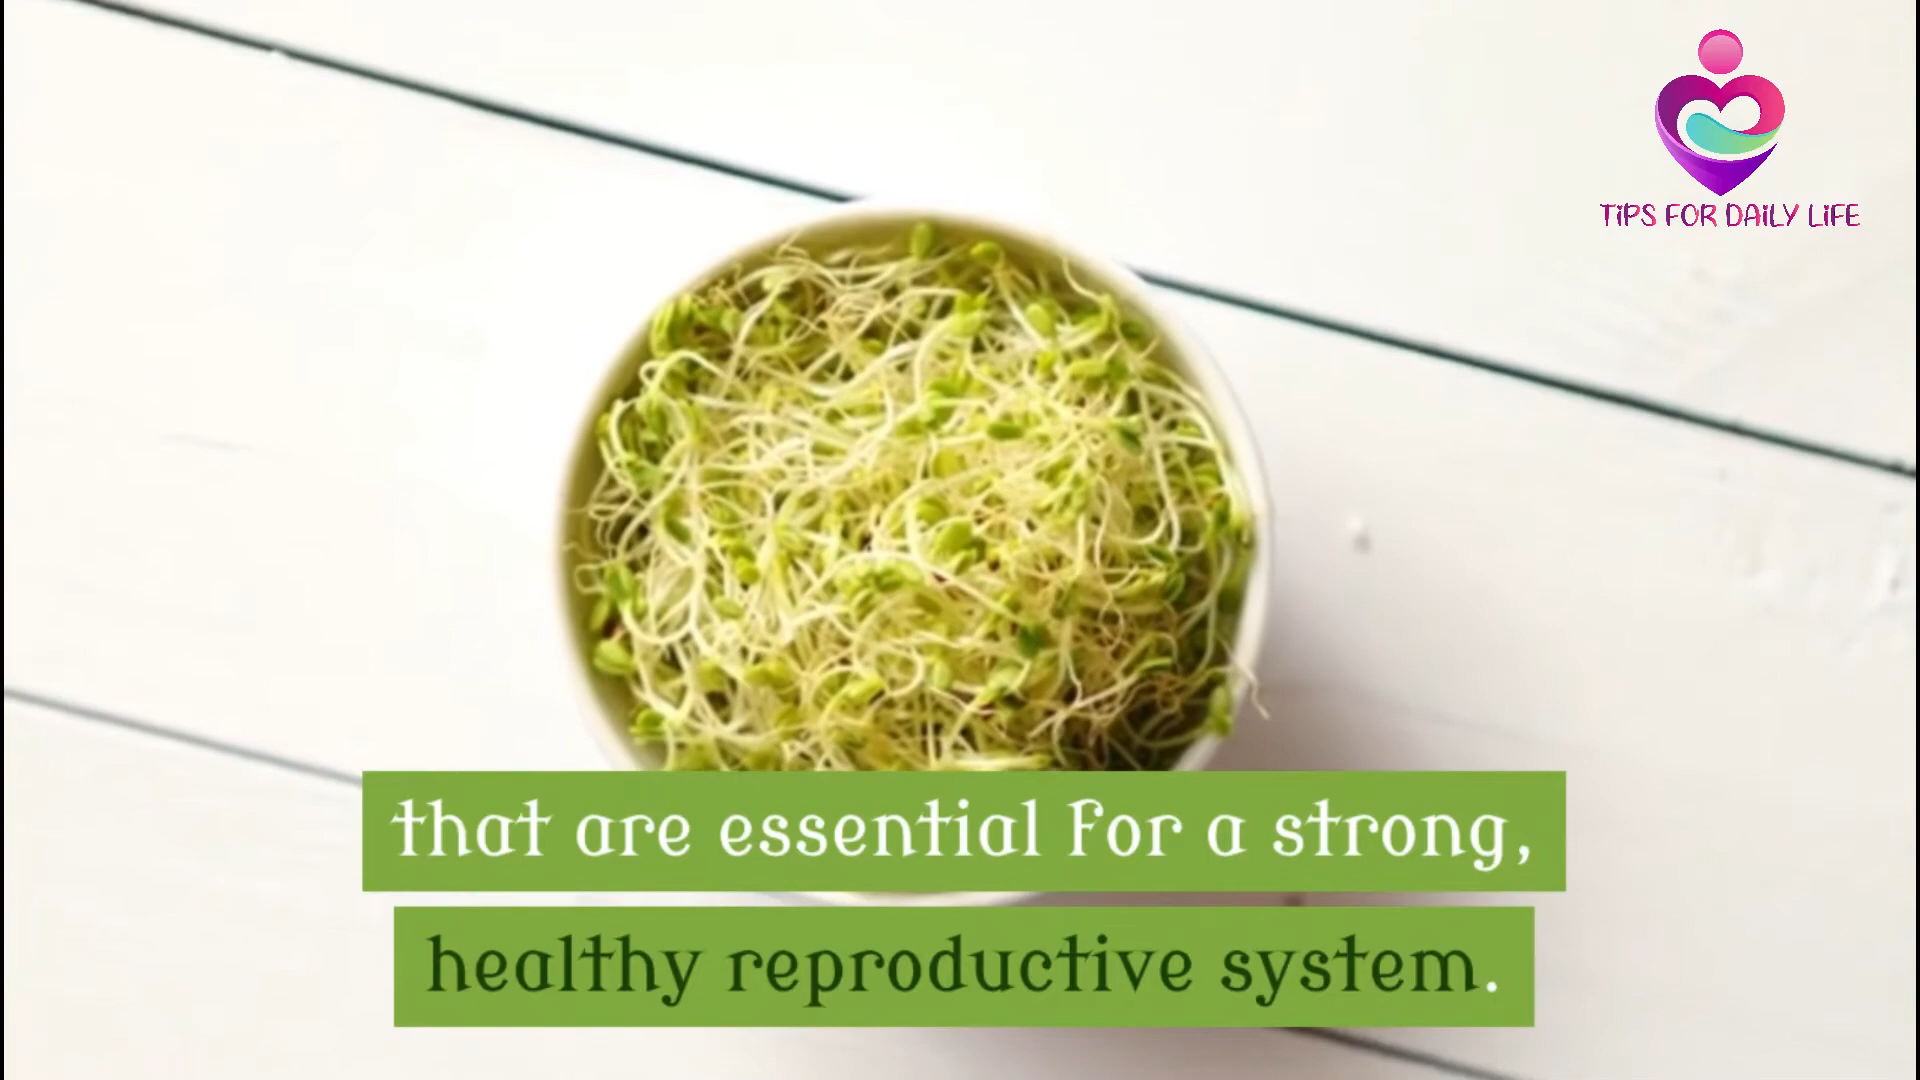 TiPS FOR DAiLY LiFE
that are essential for a strong,
healthy reproductive system.